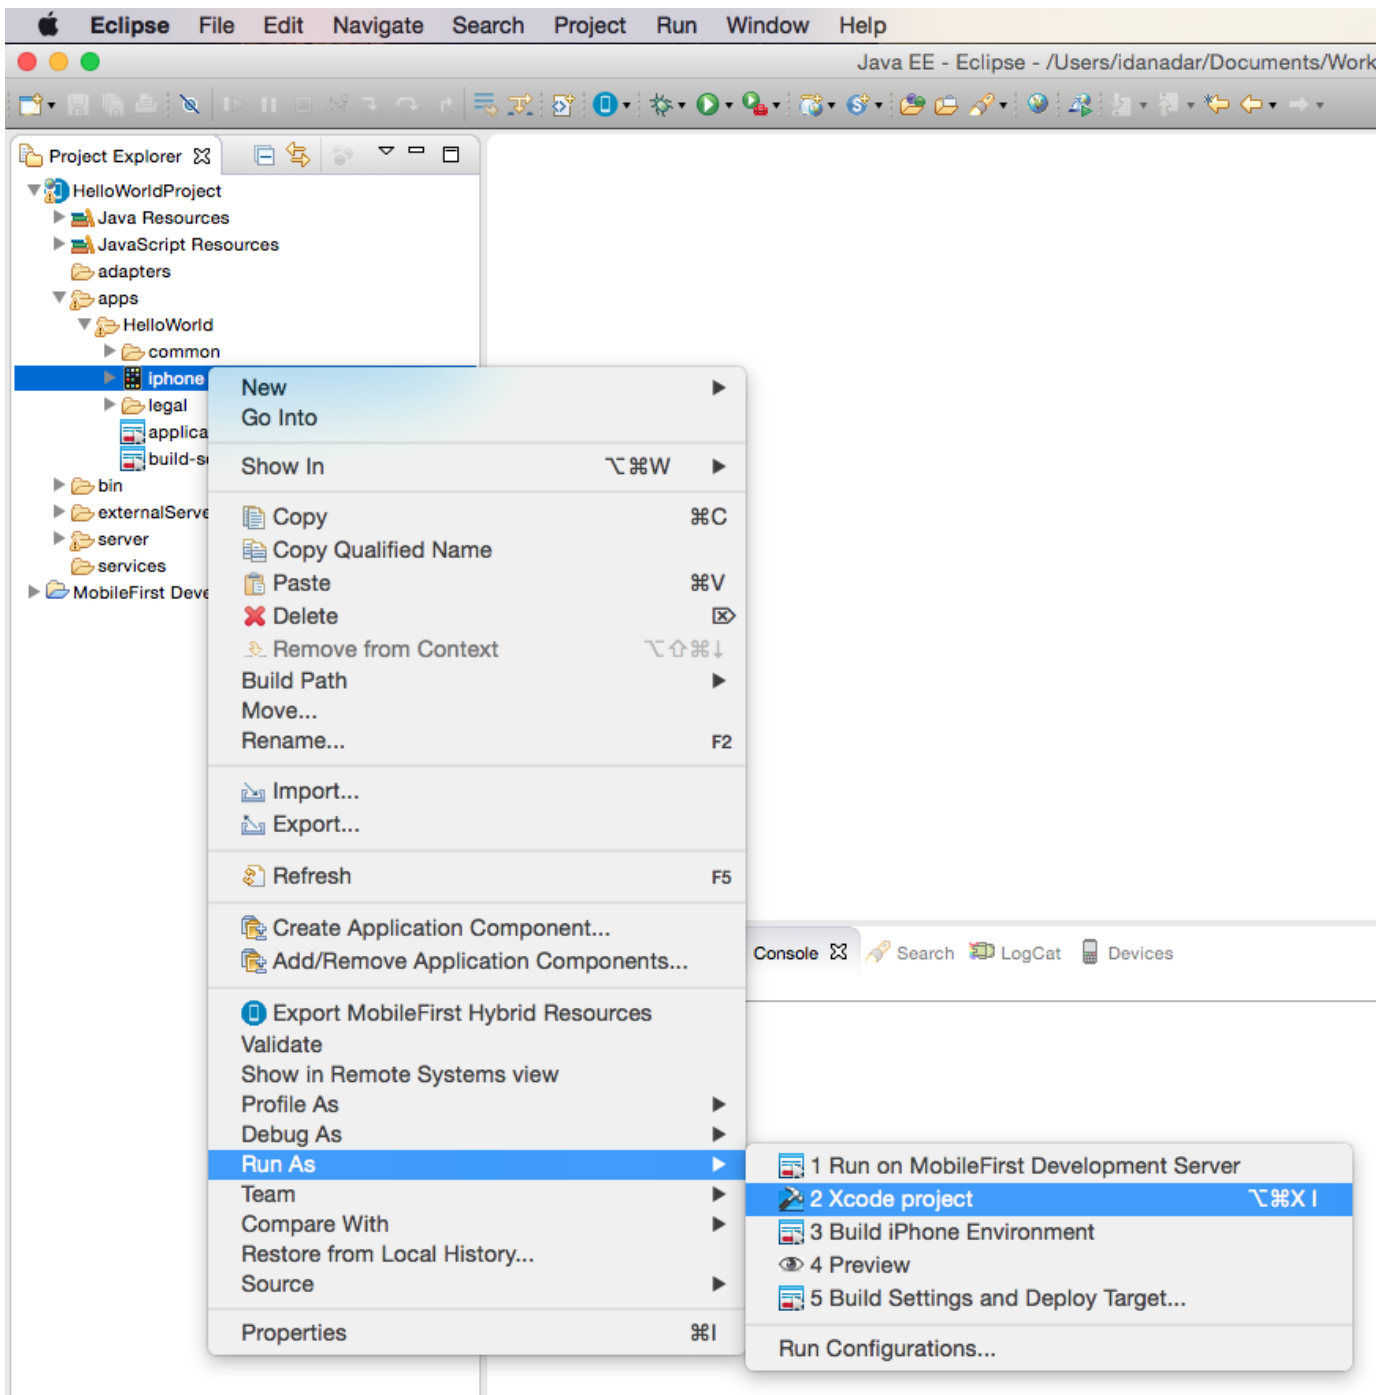 Eclipse File Edit Navigate Search Project Run Window Help
Java EE - Eclipse - /Users/idanadar/Documents/Work
Project Explorer
HelloWorldProject
Java Resources
JavaScript Resources
adapters
apps
HelloWorld
common
iphone
legal
applica
build-s
bin
externalServe
server
services
MobileFirst Deve
New
Go Into
Show In ⌥⌘W
Copy ⌘C
Copy Qualified Name
Paste ⌘V
Delete ⌦
Remove from Context ⌥⇧⌘↓
Build Path
Move...
Rename... F2
Import...
Export...
Refresh F5
Create Application Component...
Add/Remove Application Components...
Export MobileFirst Hybrid Resources
Validate
Show in Remote Systems view
Profile As
Debug As
Run As
Team
Compare With
Restore from Local History...
Source
Properties ⌘I
Console Search LogCat Devices
1 Run on MobileFirst Development Server
2 Xcode project ⌥⌘X I
3 Build iPhone Environment
4 Preview
5 Build Settings and Deploy Target...
Run Configurations...